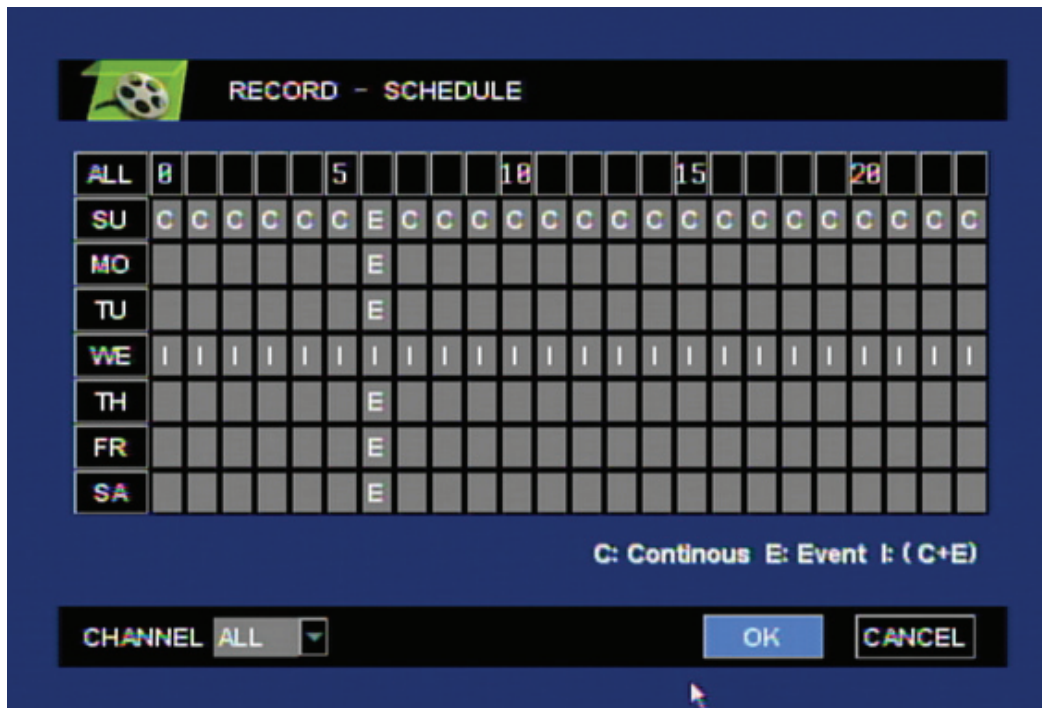 RECORD - SCHEDULE
ALL 0 5 10 15 20
SU C C C C C C E C C C C C C C C C C C C C C C C C
MO E
TU E
WE I I I I I I I I I I I I I I I I I I I I I I I I
TH E
FR E
SA E
C: Continous E: Event I: ( C+E)
CHANNEL ALL OK CANCEL